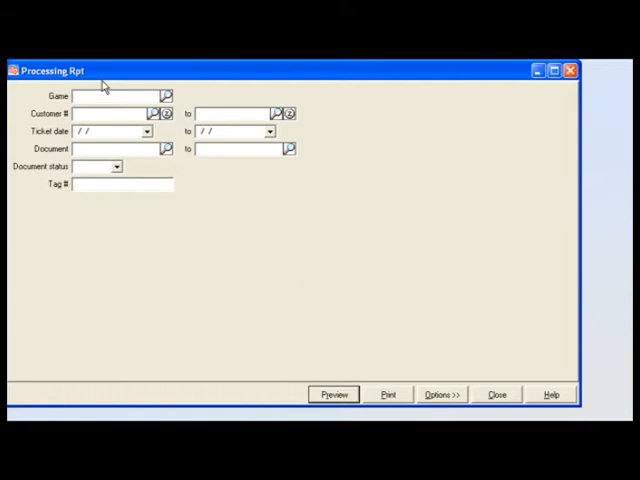 Processing Rpt
Game
Customer # to
Ticket date / / to / /
Document to
Document status
Tag #
Preview Print Options >> Close Help